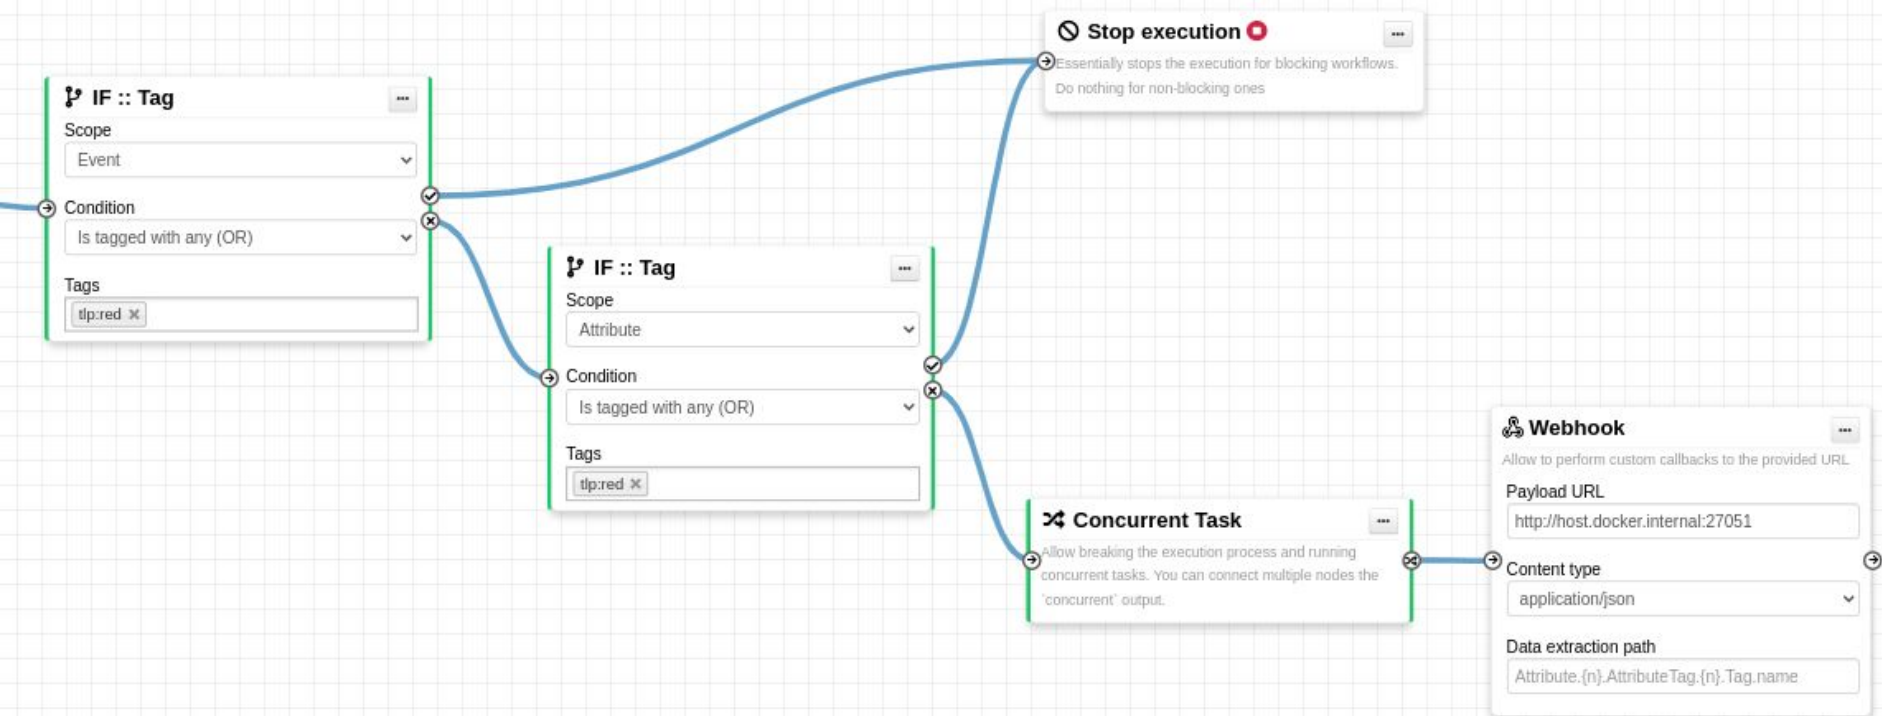 IF :: Tag
...
Scope
Event
Condition
Is tagged with any (OR)
Tags
tlp:red ×
IF :: Tag
...
Scope
Attribute
Condition
Is tagged with any (OR)
Tags
tlp:red ×
Stop execution
...
Essentially stops the execution for blocking workflows.
Do nothing for non-blocking ones
Concurrent Task
...
Allow breaking the execution process and running
concurrent tasks. You can connect multiple nodes the
`concurrent` output.
Webhook
...
Allow to perform custom callbacks to the provided URL
Payload URL
http://host.docker.internal:27051
Content type
application/json
Data extraction path
Attribute.{n}.AttributeTag.{n}.Tag.name